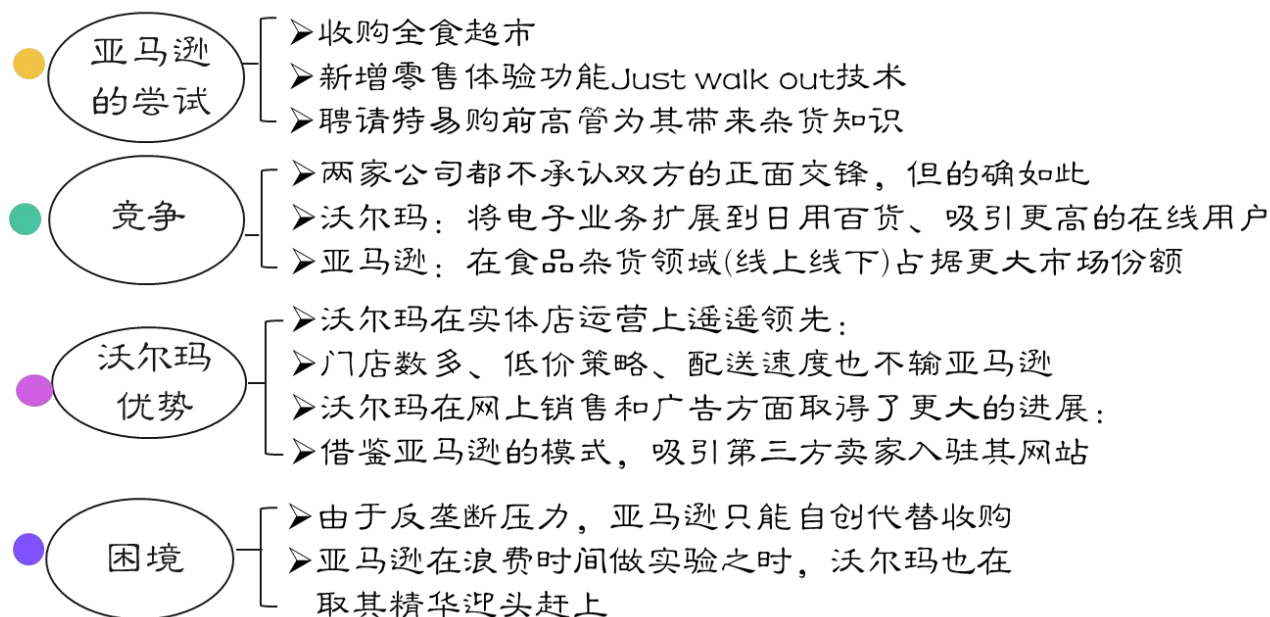 亚马逊
的尝试
➢收购全食超市
➢新增零售体验功能Just walk out技术
➢聘请特易购前高管为其带来杂货知识
竞争
➢两家公司都不承认双方的正面交锋，但的确如此
➢沃尔玛：将电子业务扩展到日用百货、吸引更高的在线用户
➢亚马逊：在食品杂货领域(线上线下)占据更大市场份额
沃尔玛
优势
➢沃尔玛在实体店运营上遥遥领先：
➢门店数多、低价策略、配送速度也不输亚马逊
➢沃尔玛在网上销售和广告方面取得了更大的进展：
➢借鉴亚马逊的模式，吸引第三方卖家入驻其网站
困境
➢由于反垄断压力，亚马逊只能自创代替收购
➢亚马逊在浪费时间做实验之时，沃尔玛也在
取其精华迎头赶上